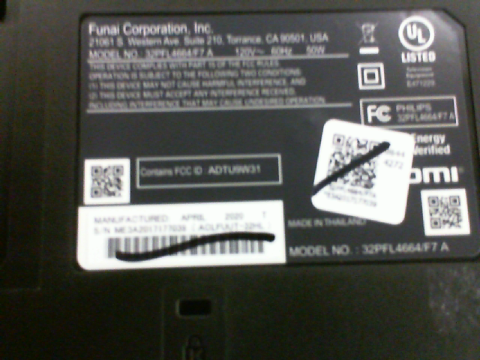 Funai Corporation, Inc.
21061 S. Western Ave. Suite 210, Torrance, CA 90501, USA
MODEL NO. : 32PFL4664/F7 A 120V~ 60Hz 50W
THIS DEVICE COMPLIES WITH PART 15 OF THE FCC RULES.
OPERATION IS SUBJECT TO THE FOLLOWING TWO CONDITIONS:
(1) THIS DEVICE MAY NOT CAUSE HARMFUL INTERFERENCE, AND
(2) THIS DEVICE MUST ACCEPT ANY INTERFERENCE RECEIVED,
INCLUDING INTERFERENCE THAT MAY CAUSE UNDESIRED OPERATION.
UL
LISTED
FC PHILIPS
32PFL4664/F7 A
Energy
Verified
Contains FCC ID : ADTU9W31
4272
MANUFACTURED: APRIL 2020 T
S/N ME3A2017177039
MADE IN THAILAND
MODEL NO. : 32PFL4664/F7 A